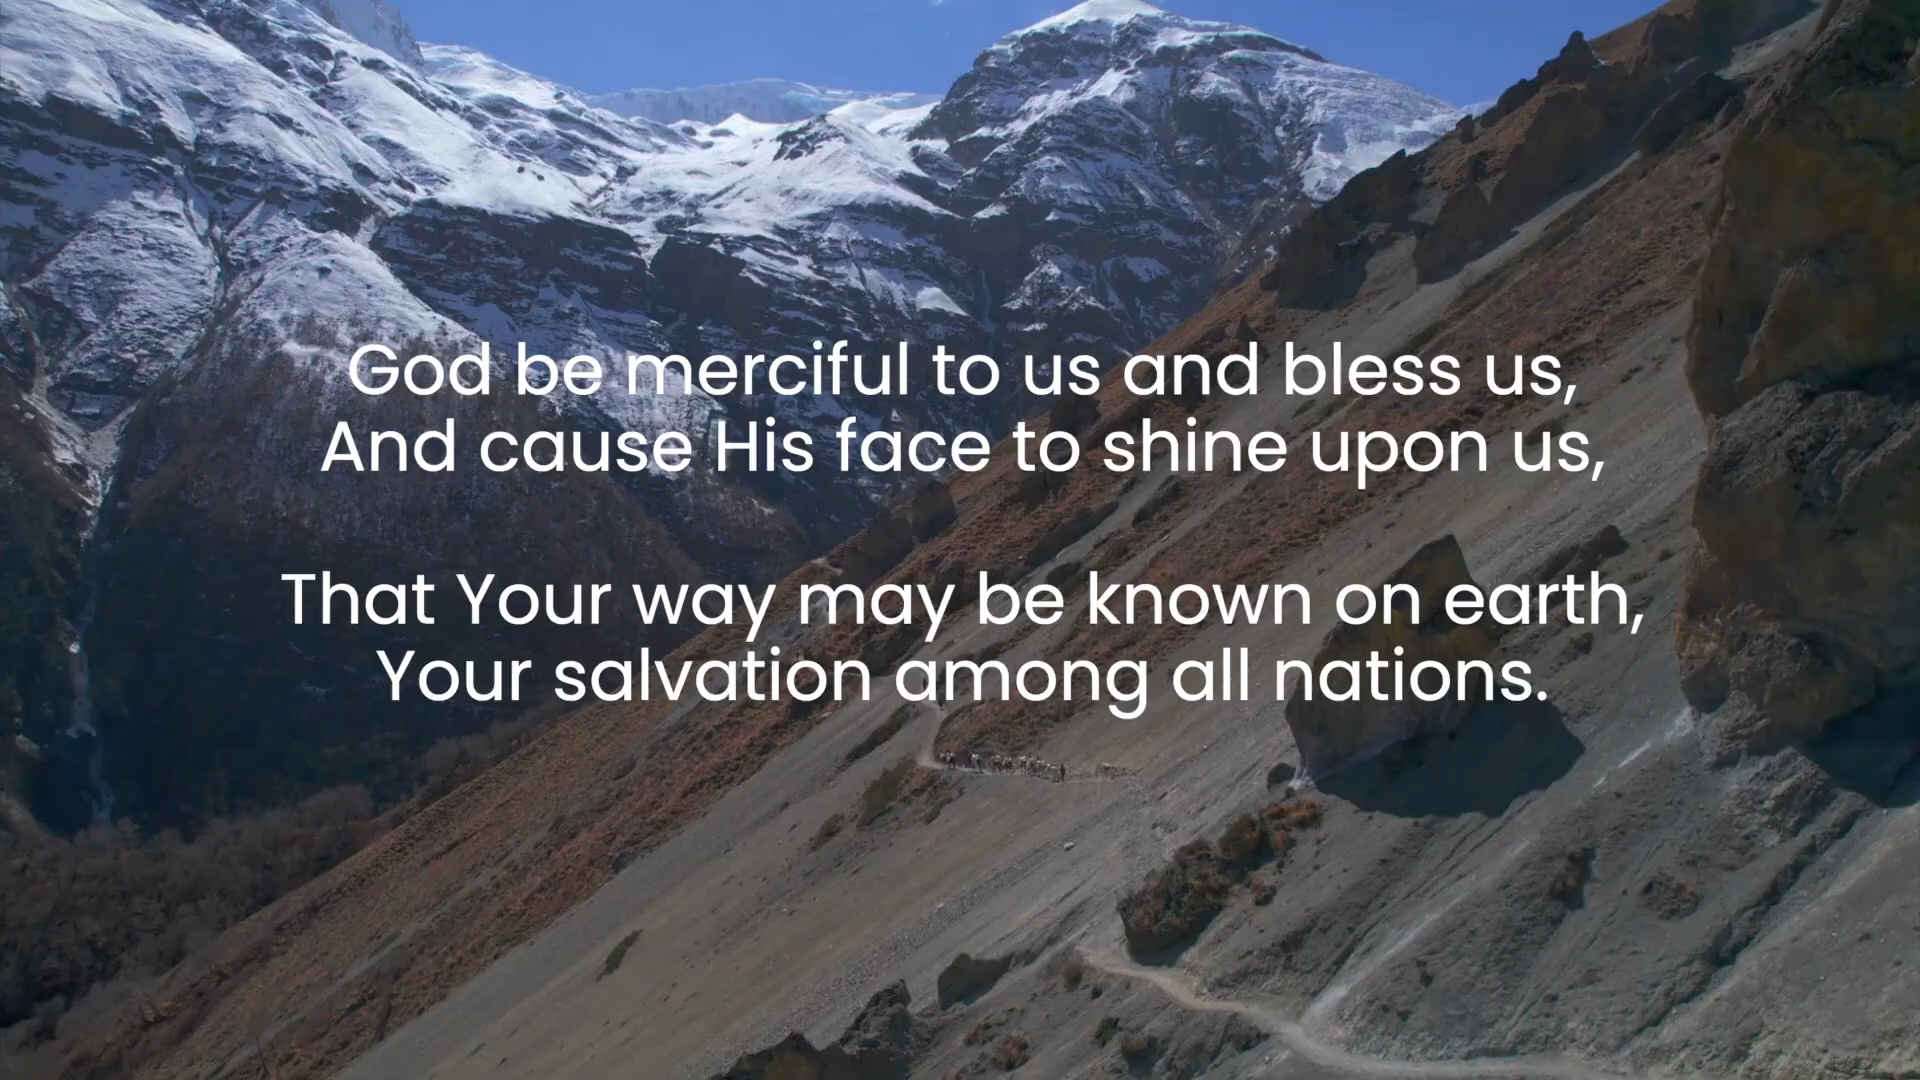 God be merciful to us and bless us,
And cause His face to shine upon us,
That Your way may be known on earth,
Your salvation among all nations.